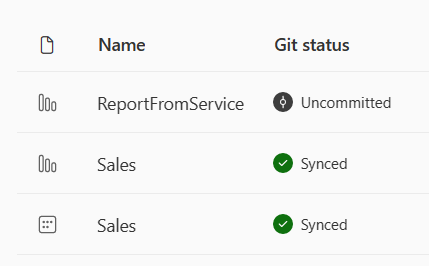 Name Git status
ReportFromService Uncommitted
Sales Synced
Sales Synced